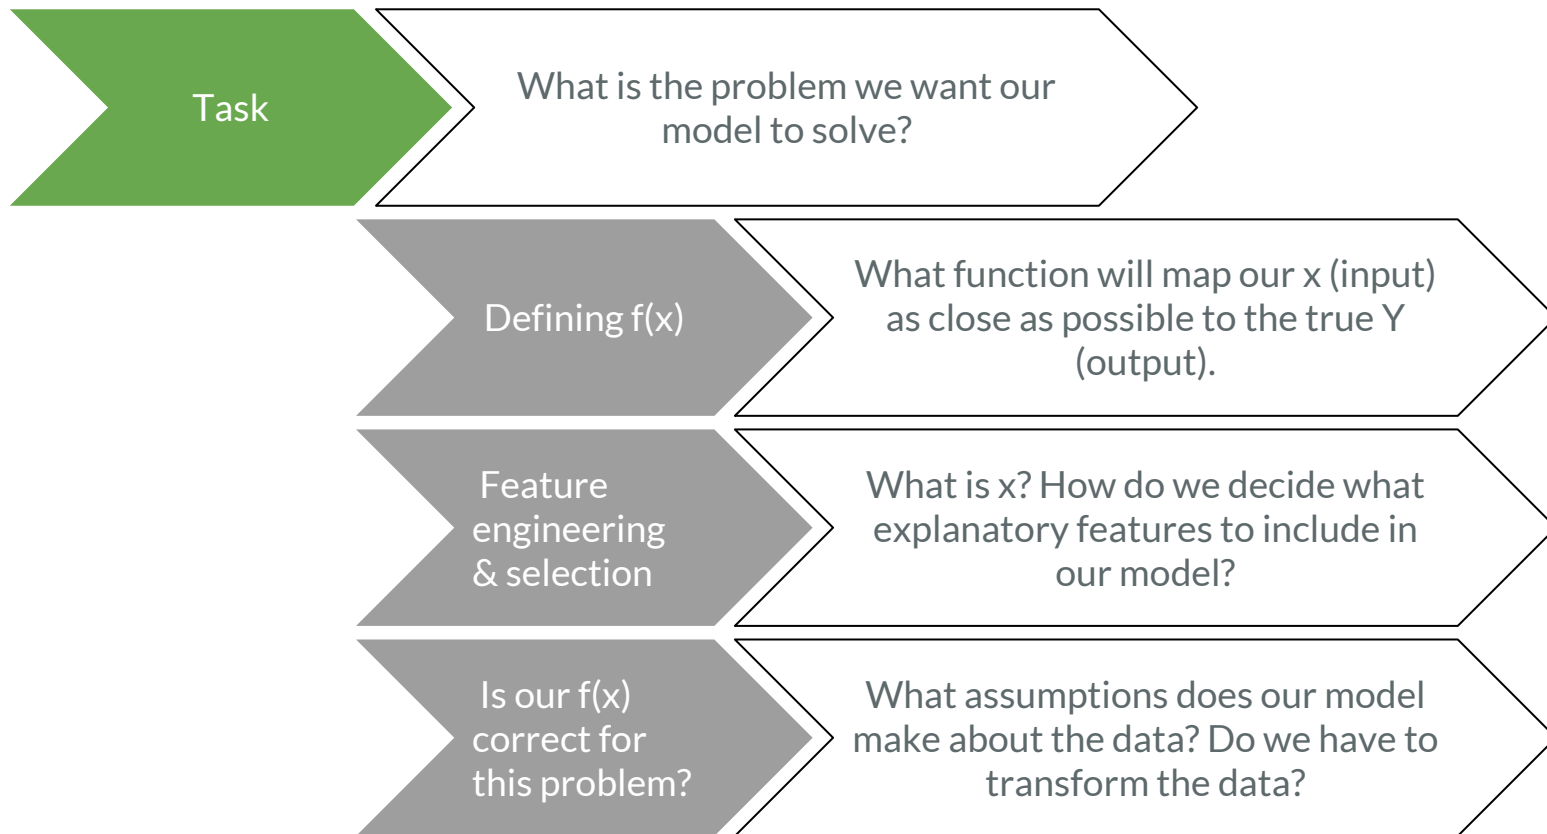 Task
What is the problem we want our
model to solve?
Defining f(x)
What function will map our x (input)
as close as possible to the true Y
(output).
Feature
engineering
& selection
What is x? How do we decide what
explanatory features to include in
our model?
Is our f(x)
correct for
this problem?
What assumptions does our model
make about the data? Do we have to
transform the data?